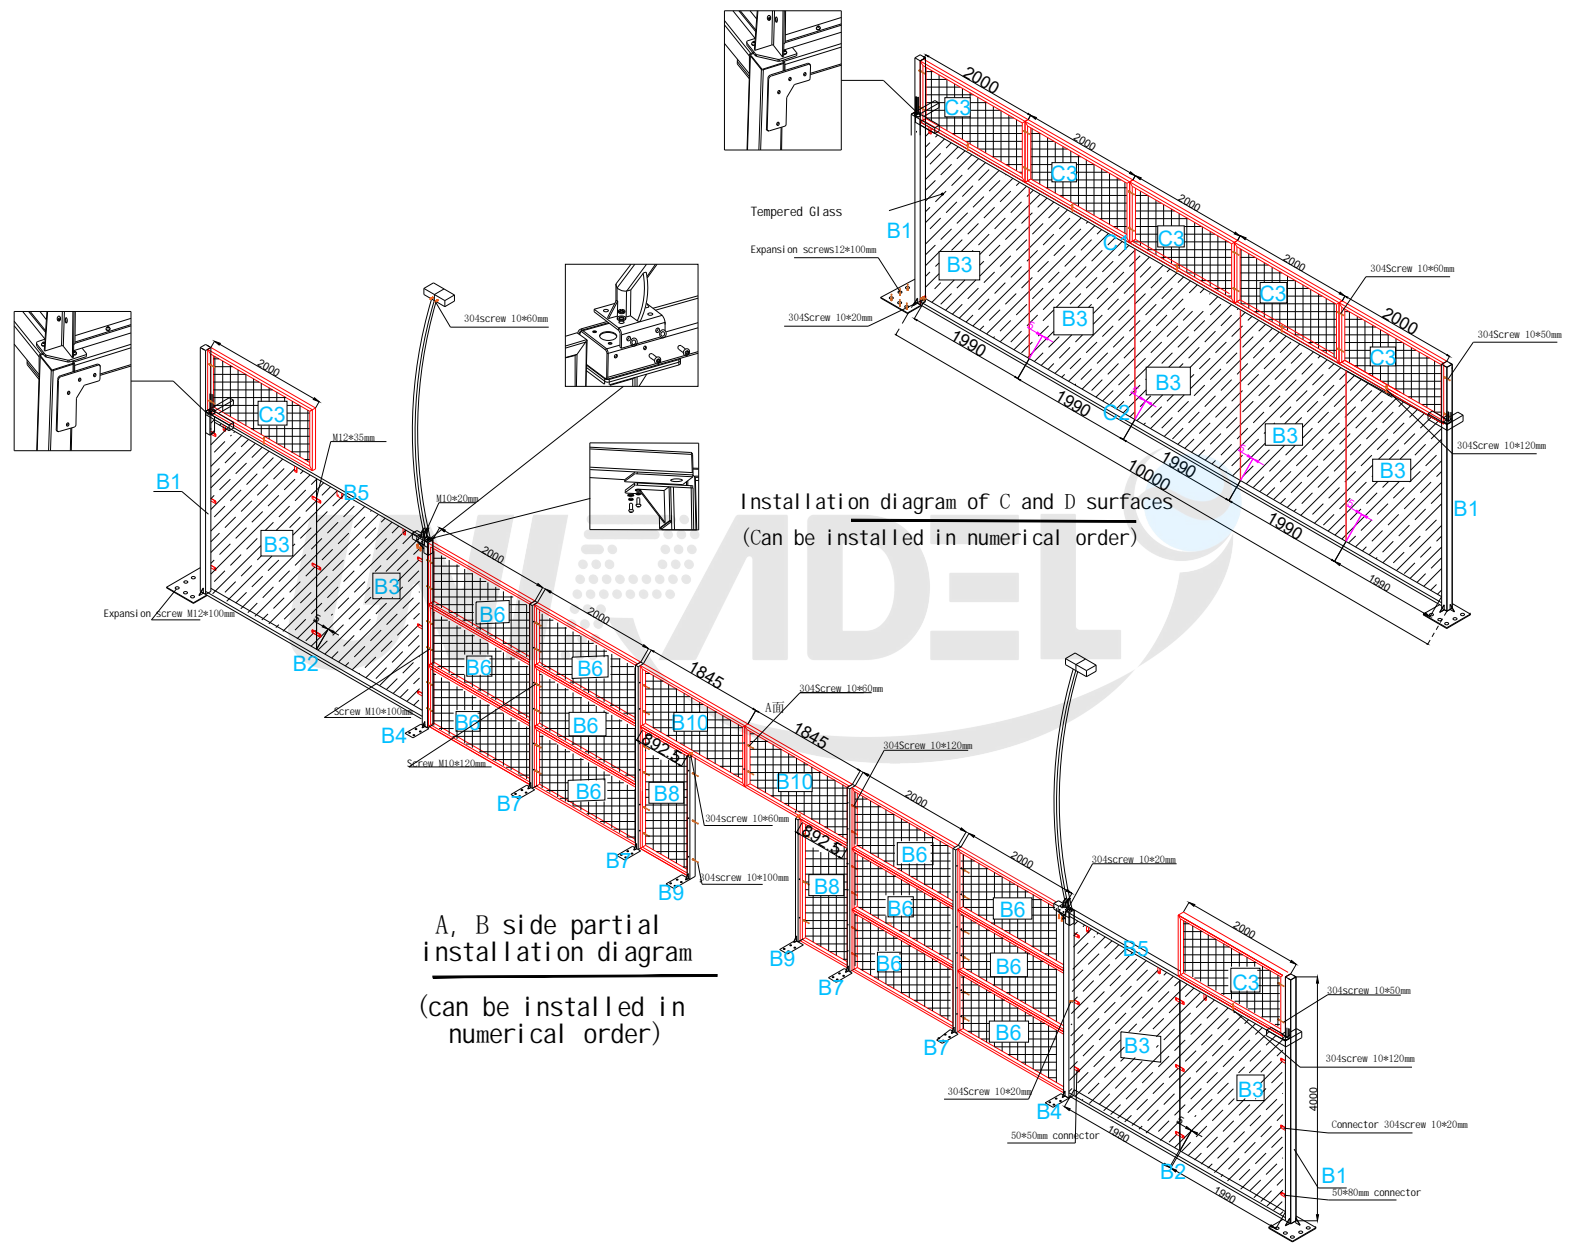 2000
C3
2000
C3
2000
C3
2000
C3
2000
C3
Tempered Glass
B1
Expansion screws12*100mm
304Screw 10*20mm
304Screw 10*60mm
304Screw 10*50mm
304Screw 10*120mm
C1
B3
B3
B3
B3
B3
C2
B1
1990
1990
1990
1990
1990
10000
Installation diagram of C and D surfaces
(Can be installed in numerical order)
304screw 10*60mm
2000
C3
M12*35mm
B1
B5
M10*20mm
B3
B3
Expansion screw M12*100mm
5
B2
Screw M10*100mm
B4
Screw M10*120mm
2000
2000
B6
B6
B6
B6
B6
B6
B7
B7
1845
1845
A面
304Screw 10*60mm
B10
B10
892.5
B8
B9
304screw 10*60mm
304screw 10*100mm
304Screw 10*120mm
892.5
B8
B9
2000
2000
B6
B6
B6
B6
B6
B6
B7
B7
304screw 10*20mm
304Screw 10*20mm
B4
50*50mm connector
B5
B3
B3
5
B2
1990
1990
2000
C3
304screw 10*50mm
304screw 10*120mm
4000
Connector 304screw 10*20mm
B1
50*80mm connector
A, B side partial
installation diagram
(can be installed in
numerical order)